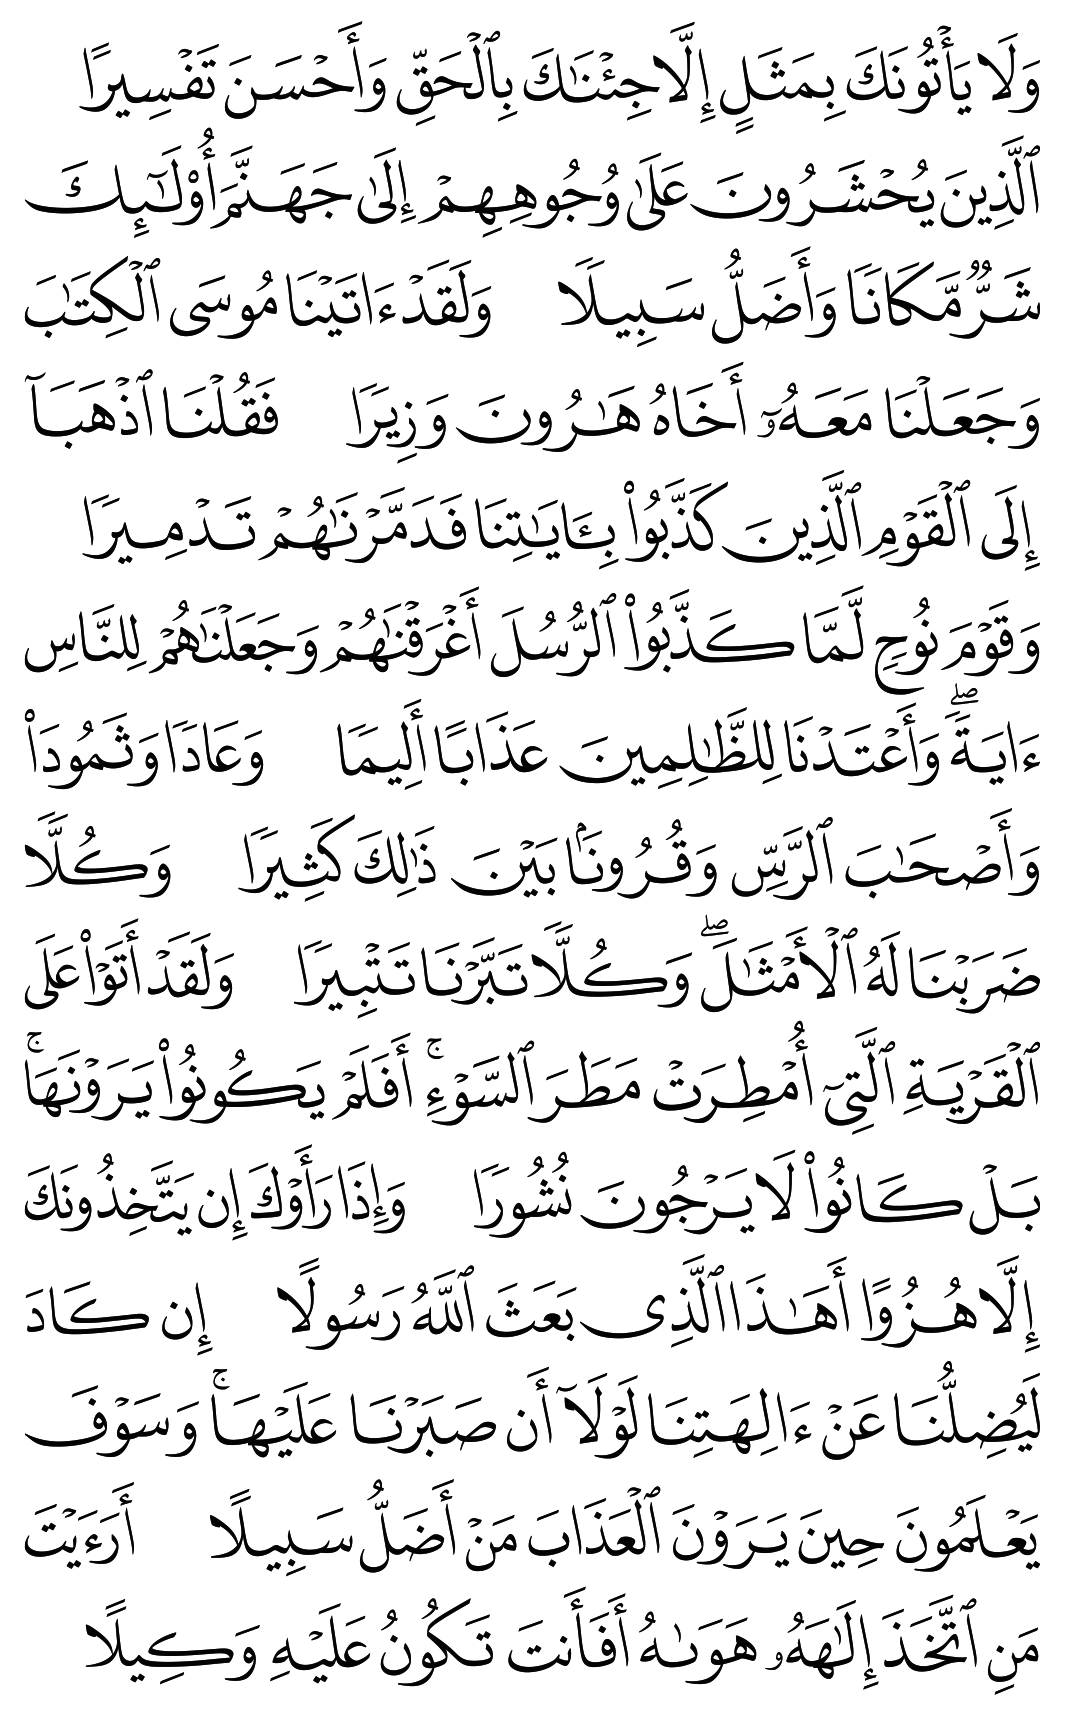 وَلَا يَأۡتُونَكَ بِمَثَلٍ إِلَّا جِئۡنَٰكَ بِٱلۡحَقِّ وَأَحۡسَنَ تَفۡسِيرًا
ٱلَّذِينَ يُحۡشَرُونَ عَلَىٰ وُجُوهِهِمۡ إِلَىٰ جَهَنَّمَ أُوْلَٰٓئِكَ
شَرّٞ مَّكَانٗا وَأَضَلُّ سَبِيلٗا وَلَقَدۡ ءَاتَيۡنَا مُوسَى ٱلۡكِتَٰبَ
وَجَعَلۡنَا مَعَهُۥٓ أَخَاهُ هَٰرُونَ وَزِيرٗا فَقُلۡنَا ٱذۡهَبَآ
إِلَى ٱلۡقَوۡمِ ٱلَّذِينَ كَذَّبُواْ بِـَٔايَٰتِنَا فَدَمَّرۡنَٰهُمۡ تَدۡمِيرٗا
وَقَوۡمَ نُوحٖ لَّمَّا كَذَّبُواْ ٱلرُّسُلَ أَغۡرَقۡنَٰهُمۡ وَجَعَلۡنَٰهُمۡ لِلنَّاسِ
ءَايَةٗۖ وَأَعۡتَدۡنَا لِلظَّٰلِمِينَ عَذَابًا أَلِيمٗا وَعَادٗا وَثَمُودَاْ
وَأَصۡحَٰبَ ٱلرَّسِّ وَقُرُونَۢا بَيۡنَ ذَٰلِكَ كَثِيرٗا وَكُلّٗا
ضَرَبۡنَا لَهُ ٱلۡأَمۡثَٰلَۖ وَكُلّٗا تَبَّرۡنَا تَتۡبِيرٗا وَلَقَدۡ أَتَوۡاْ عَلَى
ٱلۡقَرۡيَةِ ٱلَّتِيٓ أُمۡطِرَتۡ مَطَرَ ٱلسَّوۡءِۚ أَفَلَمۡ يَكُونُواْ يَرَوۡنَهَاۚ
بَلۡ كَانُواْ لَا يَرۡجُونَ نُشُورٗا وَإِذَا رَأَوۡكَ إِن يَتَّخِذُونَكَ
إِلَّا هُزُوًا أَهَٰذَا ٱلَّذِي بَعَثَ ٱللَّهُ رَسُولًا إِن كَادَ
لَيُضِلُّنَا عَنۡ ءَالِهَتِنَا لَوۡلَآ أَن صَبَرۡنَا عَلَيۡهَاۚ وَسَوۡفَ
يَعۡلَمُونَ حِينَ يَرَوۡنَ ٱلۡعَذَابَ مَنۡ أَضَلُّ سَبِيلًا أَرَءَيۡتَ
مَنِ ٱتَّخَذَ إِلَٰهَهُۥ هَوَىٰهُ أَفَأَنتَ تَكُونُ عَلَيۡهِ وَكِيلًا